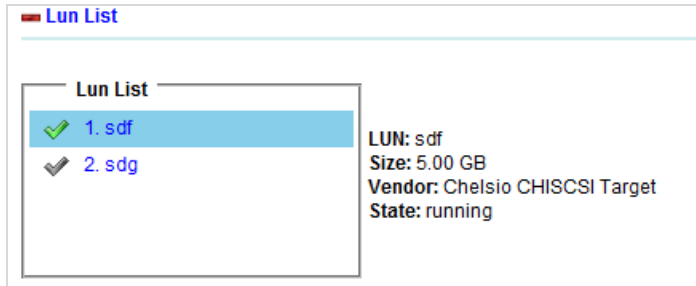 Lun List
Lun List
1. sdf
2. sdg
LUN: sdf
Size: 5.00 GB
Vendor: Chelsio CHISCSI Target
State: running